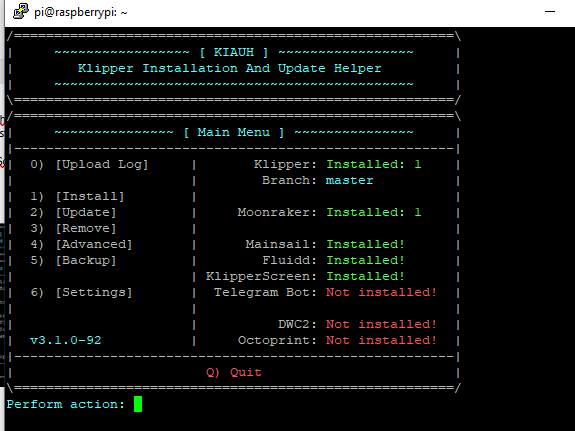 pi@raspberrypi: ~
/=======================================================\
|     ~~~~~~~~~~~~~~~~~ [ KIAUH ] ~~~~~~~~~~~~~~~~~     |
|        Klipper Installation And Update Helper         |
|     ~~~~~~~~~~~~~~~~~~~~~~~~~~~~~~~~~~~~~~~~~~~~~     |
\=======================================================/
/=======================================================\
|     ~~~~~~~~~~~~~~~ [ Main Menu ] ~~~~~~~~~~~~~~~     |
|-------------------------------------------------------|
|  0) [Upload Log]     |       Klipper: Installed: 1    |
|                      |        Branch: master          |
|  1) [Install]        |                                |
|  2) [Update]         |     Moonraker: Installed: 1    |
|  3) [Remove]         |                                |
|  4) [Advanced]       |      Mainsail: Installed!      |
|  5) [Backup]         |        Fluidd: Installed!      |
|                      | KlipperScreen: Installed!      |
|  6) [Settings]       |  Telegram Bot: Not installed!  |
|                      |                                |
|                      |          DWC2: Not installed!  |
|  v3.1.0-92           |     Octoprint: Not installed!  |
|-------------------------------------------------------|
|                        Q) Quit                        |
\=======================================================/
Perform action: